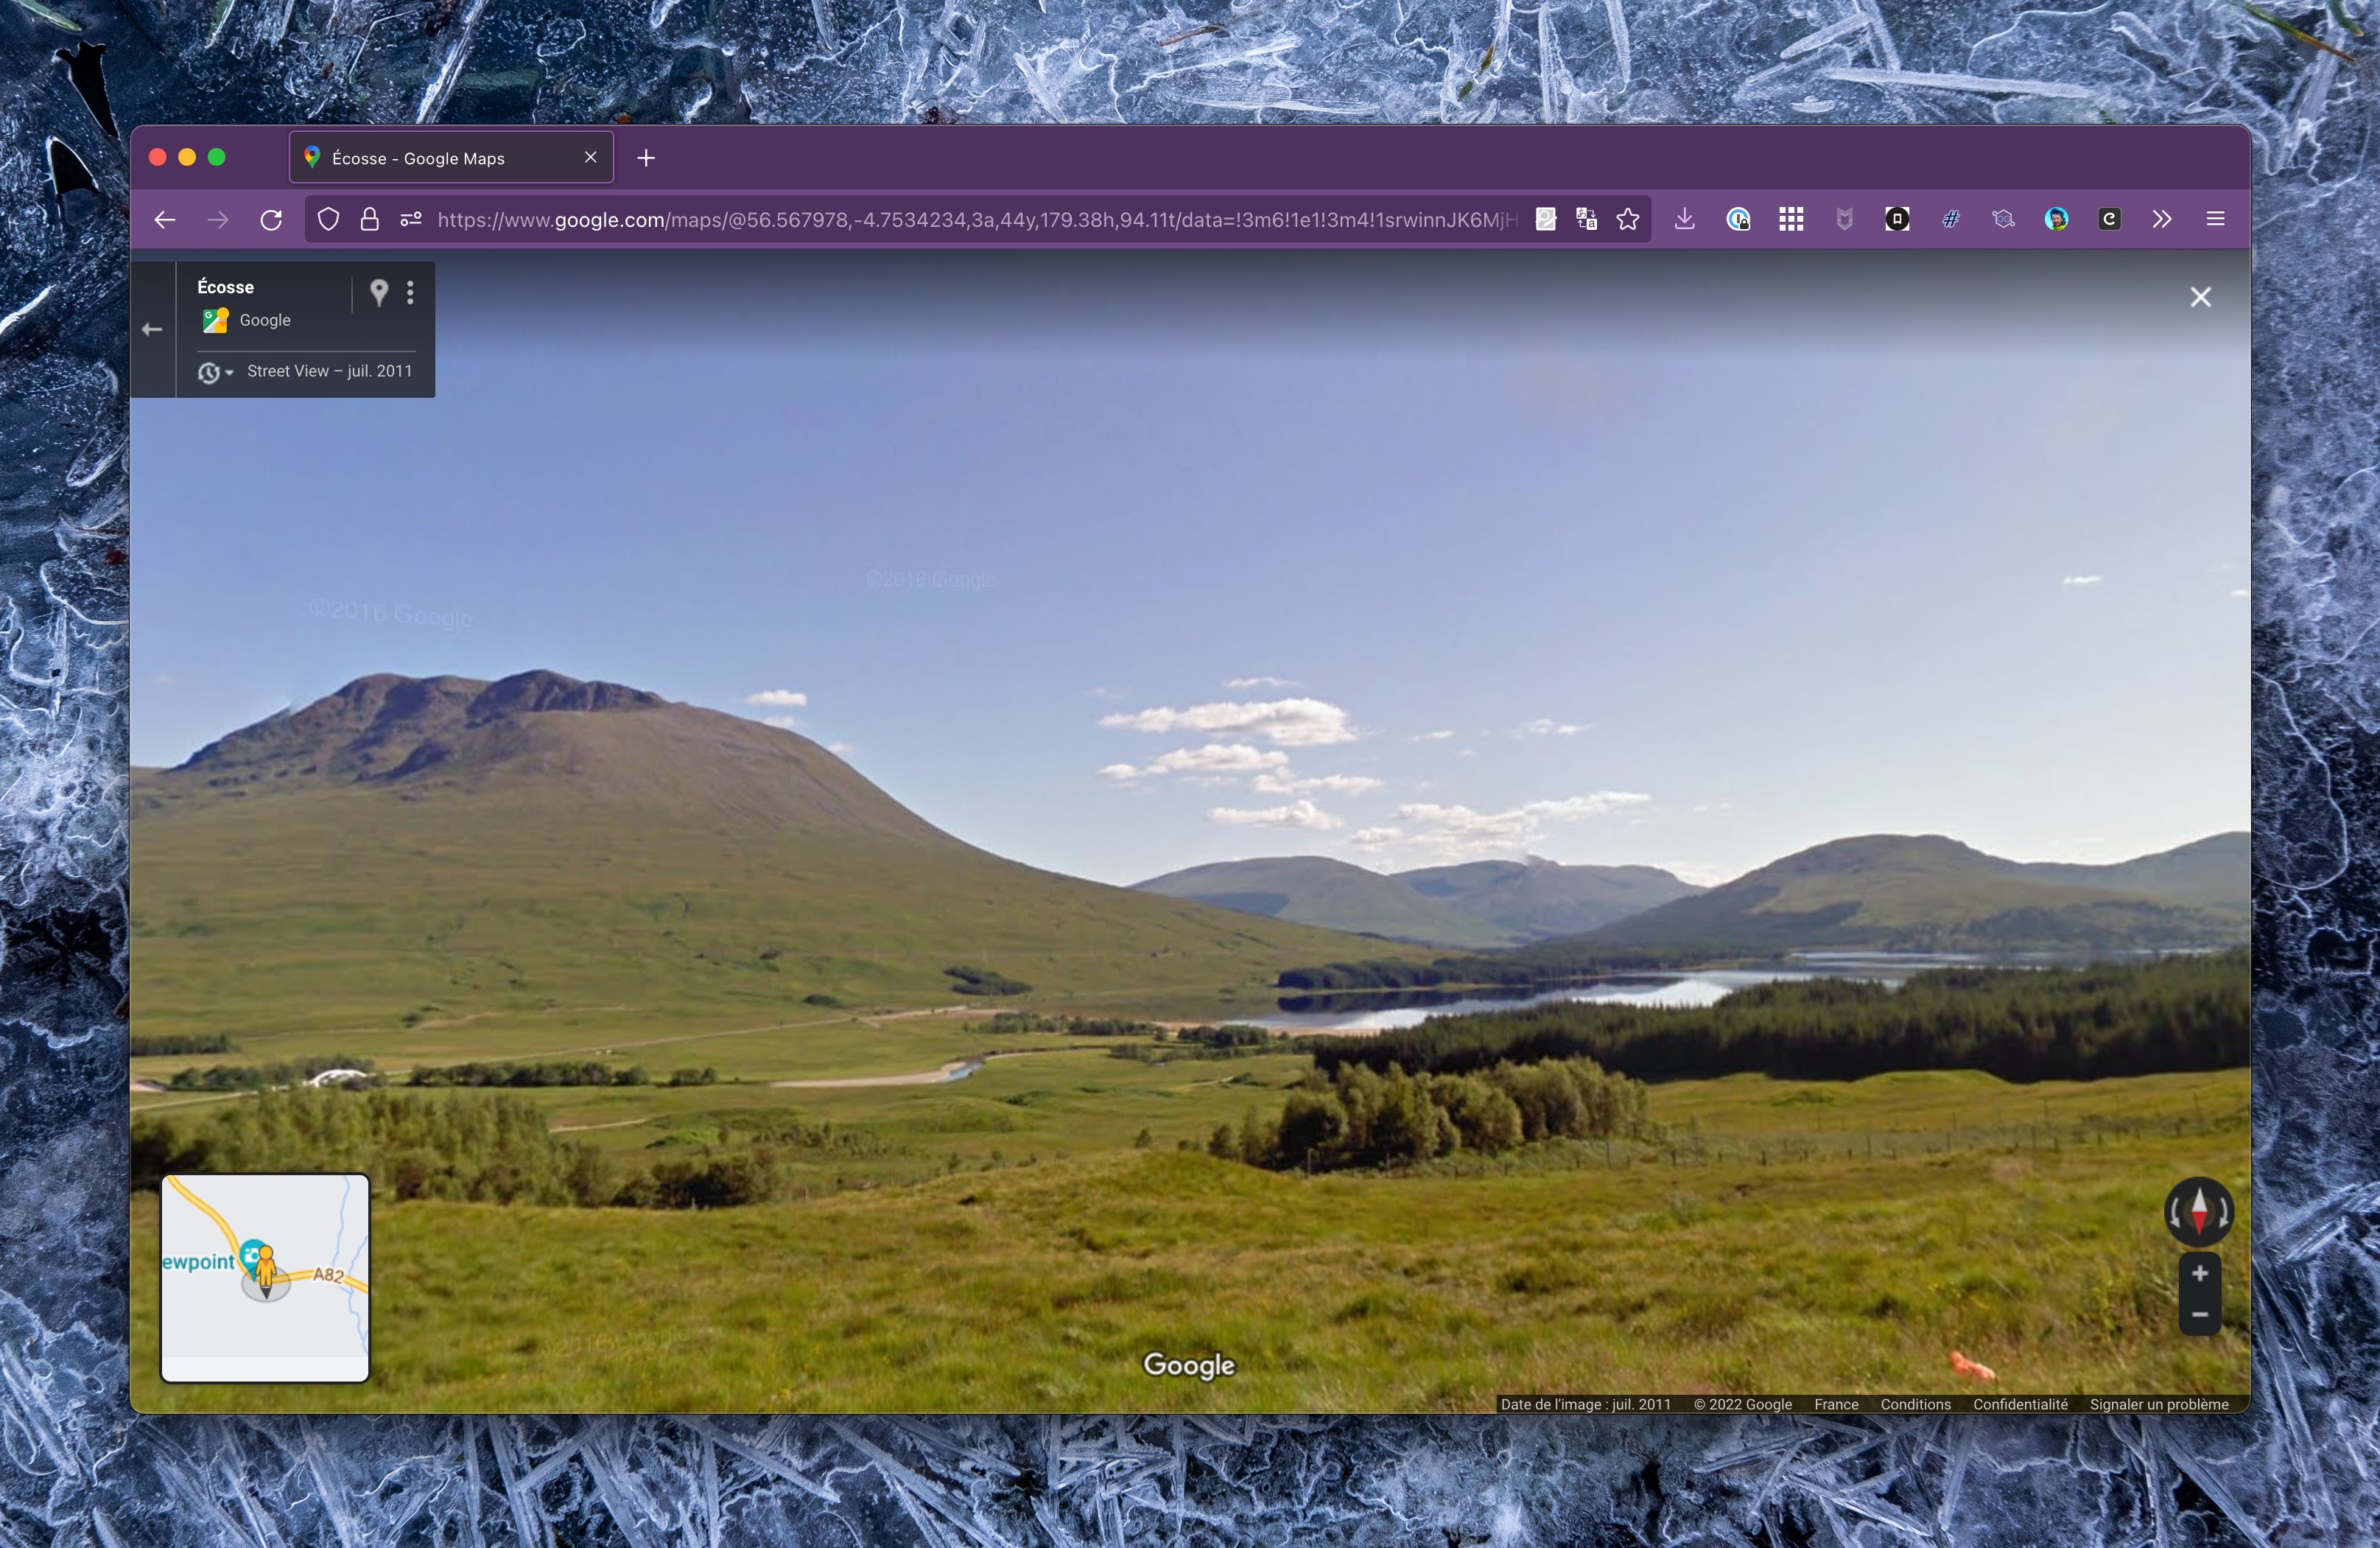 Écosse - Google Maps
https://www.google.com/maps/@56.567978,-4.7534234,3a,44y,179.38h,94.11t/data=!3m6!1e1!3m4!1srwinnJK6MjH
Écosse
Google
Street View – juil. 2011
©2016 Google
©2016 Google
ewpoint
A82
Google
Date de l'image : juil. 2011 © 2022 Google France Conditions Confidentialité Signaler un problème